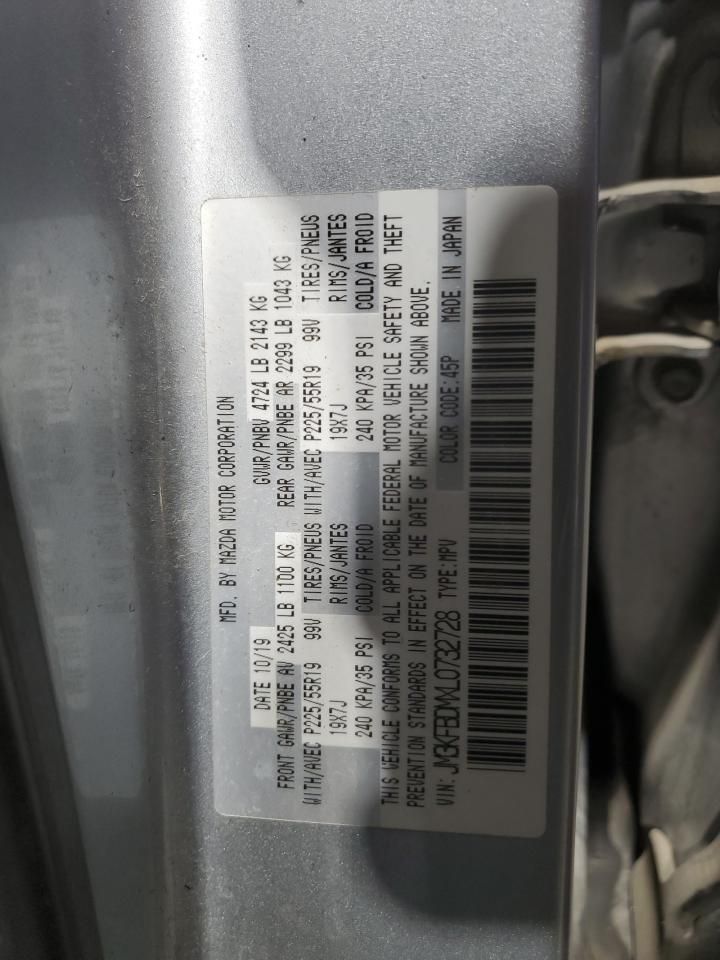 MFD. BY MAZDA MOTOR CORPORATION
DATE 10/19 GVWR/PNBV 4724 LB 2143 KG
FRONT GAWR/PNBE AV 2425 LB 1100 KG REAR GAWR/PNBE AR 2299 LB 1043 KG
WITH/AVEC P225/55R19 99V TIRES/PNEUS WITH/AVEC P225/55R19 99V TIRES/PNEUS
19X7J RIMS/JANTES 19X7J RIMS/JANTES
240 KPA/35 PSI COLD/A FROID 240 KPA/35 PSI COLD/A FROID
THIS VEHICLE CONFORMS TO ALL APPLICABLE FEDERAL MOTOR VEHICLE SAFETY AND THEFT
PREVENTION STANDARDS IN EFFECT ON THE DATE OF MANUFACTURE SHOWN ABOVE.
VIN: JM3KFBDMXL0732728 TYPE:MPV COLOR CODE:45P MADE IN JAPAN